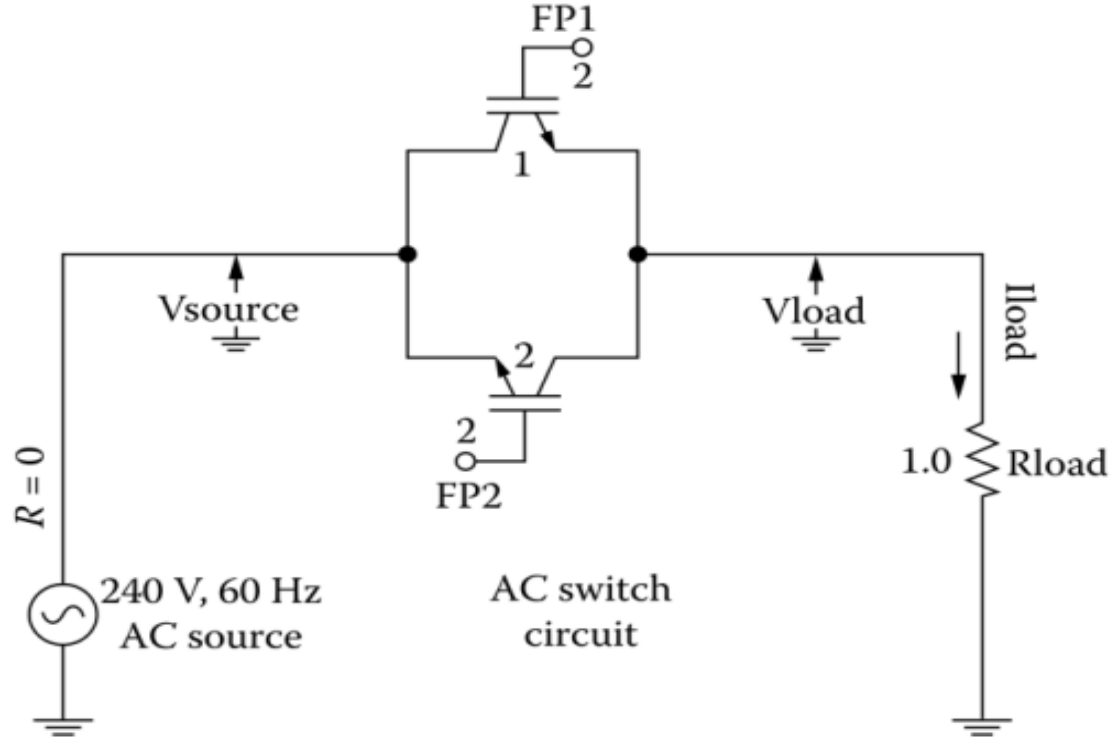 FP1
2
1
Vsource
Vload
Iload
2
2
FP2
1.0
Rload
R = 0
240 V, 60 Hz
AC source
AC switch
circuit